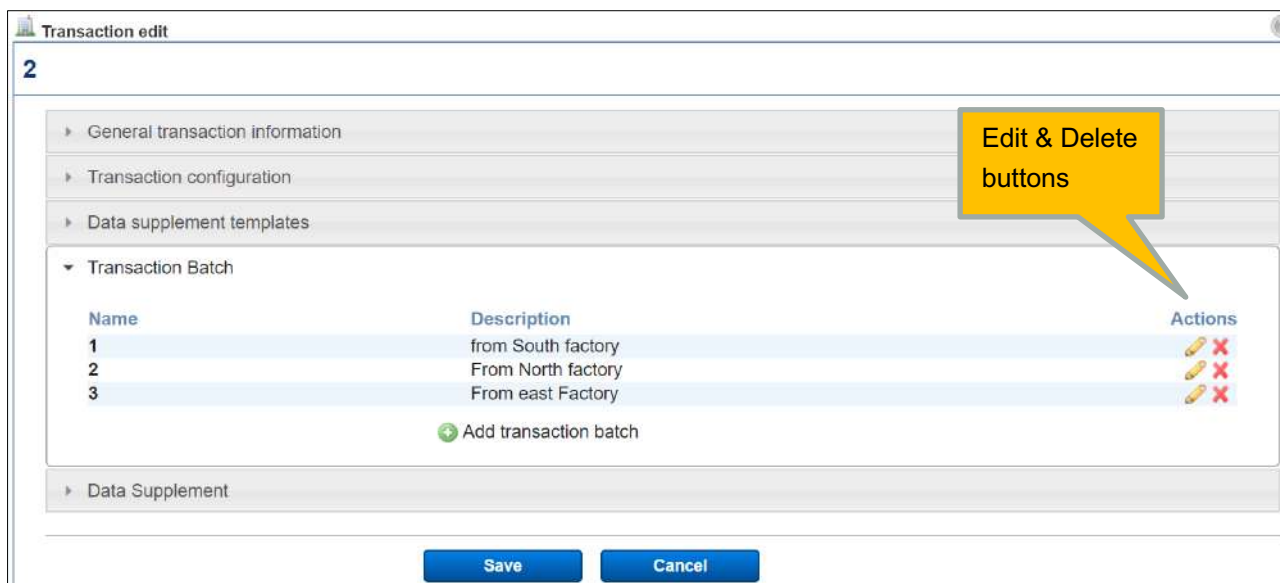 Transaction edit
2
General transaction information
Edit & Delete
buttons
Transaction configuration
Data supplement templates
Transaction Batch
Name Description Actions
1 from South factory
2 From North factory
3 From east Factory
Add transaction batch
Data Supplement
Save Cancel